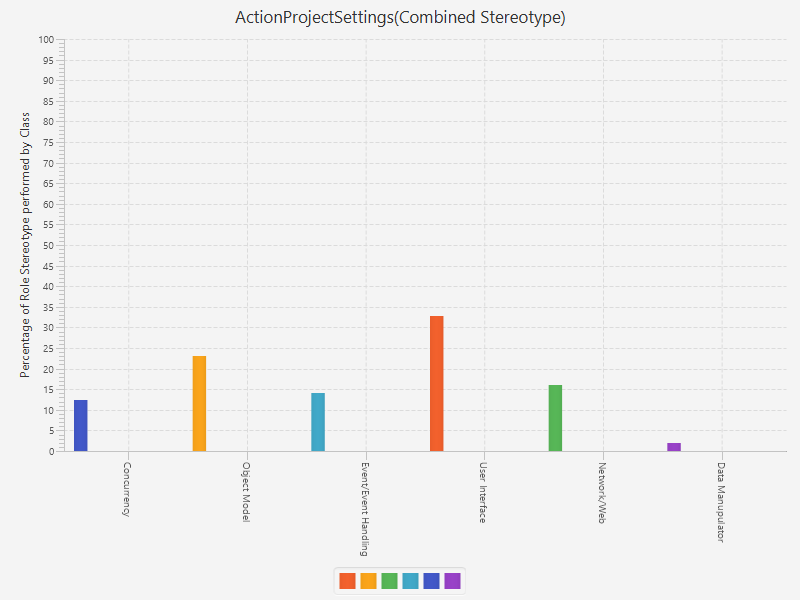 ActionProjectSettings(Combined Stereotype)
Percentage of Role Stereotype performed by Class
100
95
90
85
80
75
70
65
60
55
50
45
40
35
30
25
20
15
10
5
0
Concurrency
Object Model
Event/Event Handling
User Interface
Network/Web
Data Manupulator